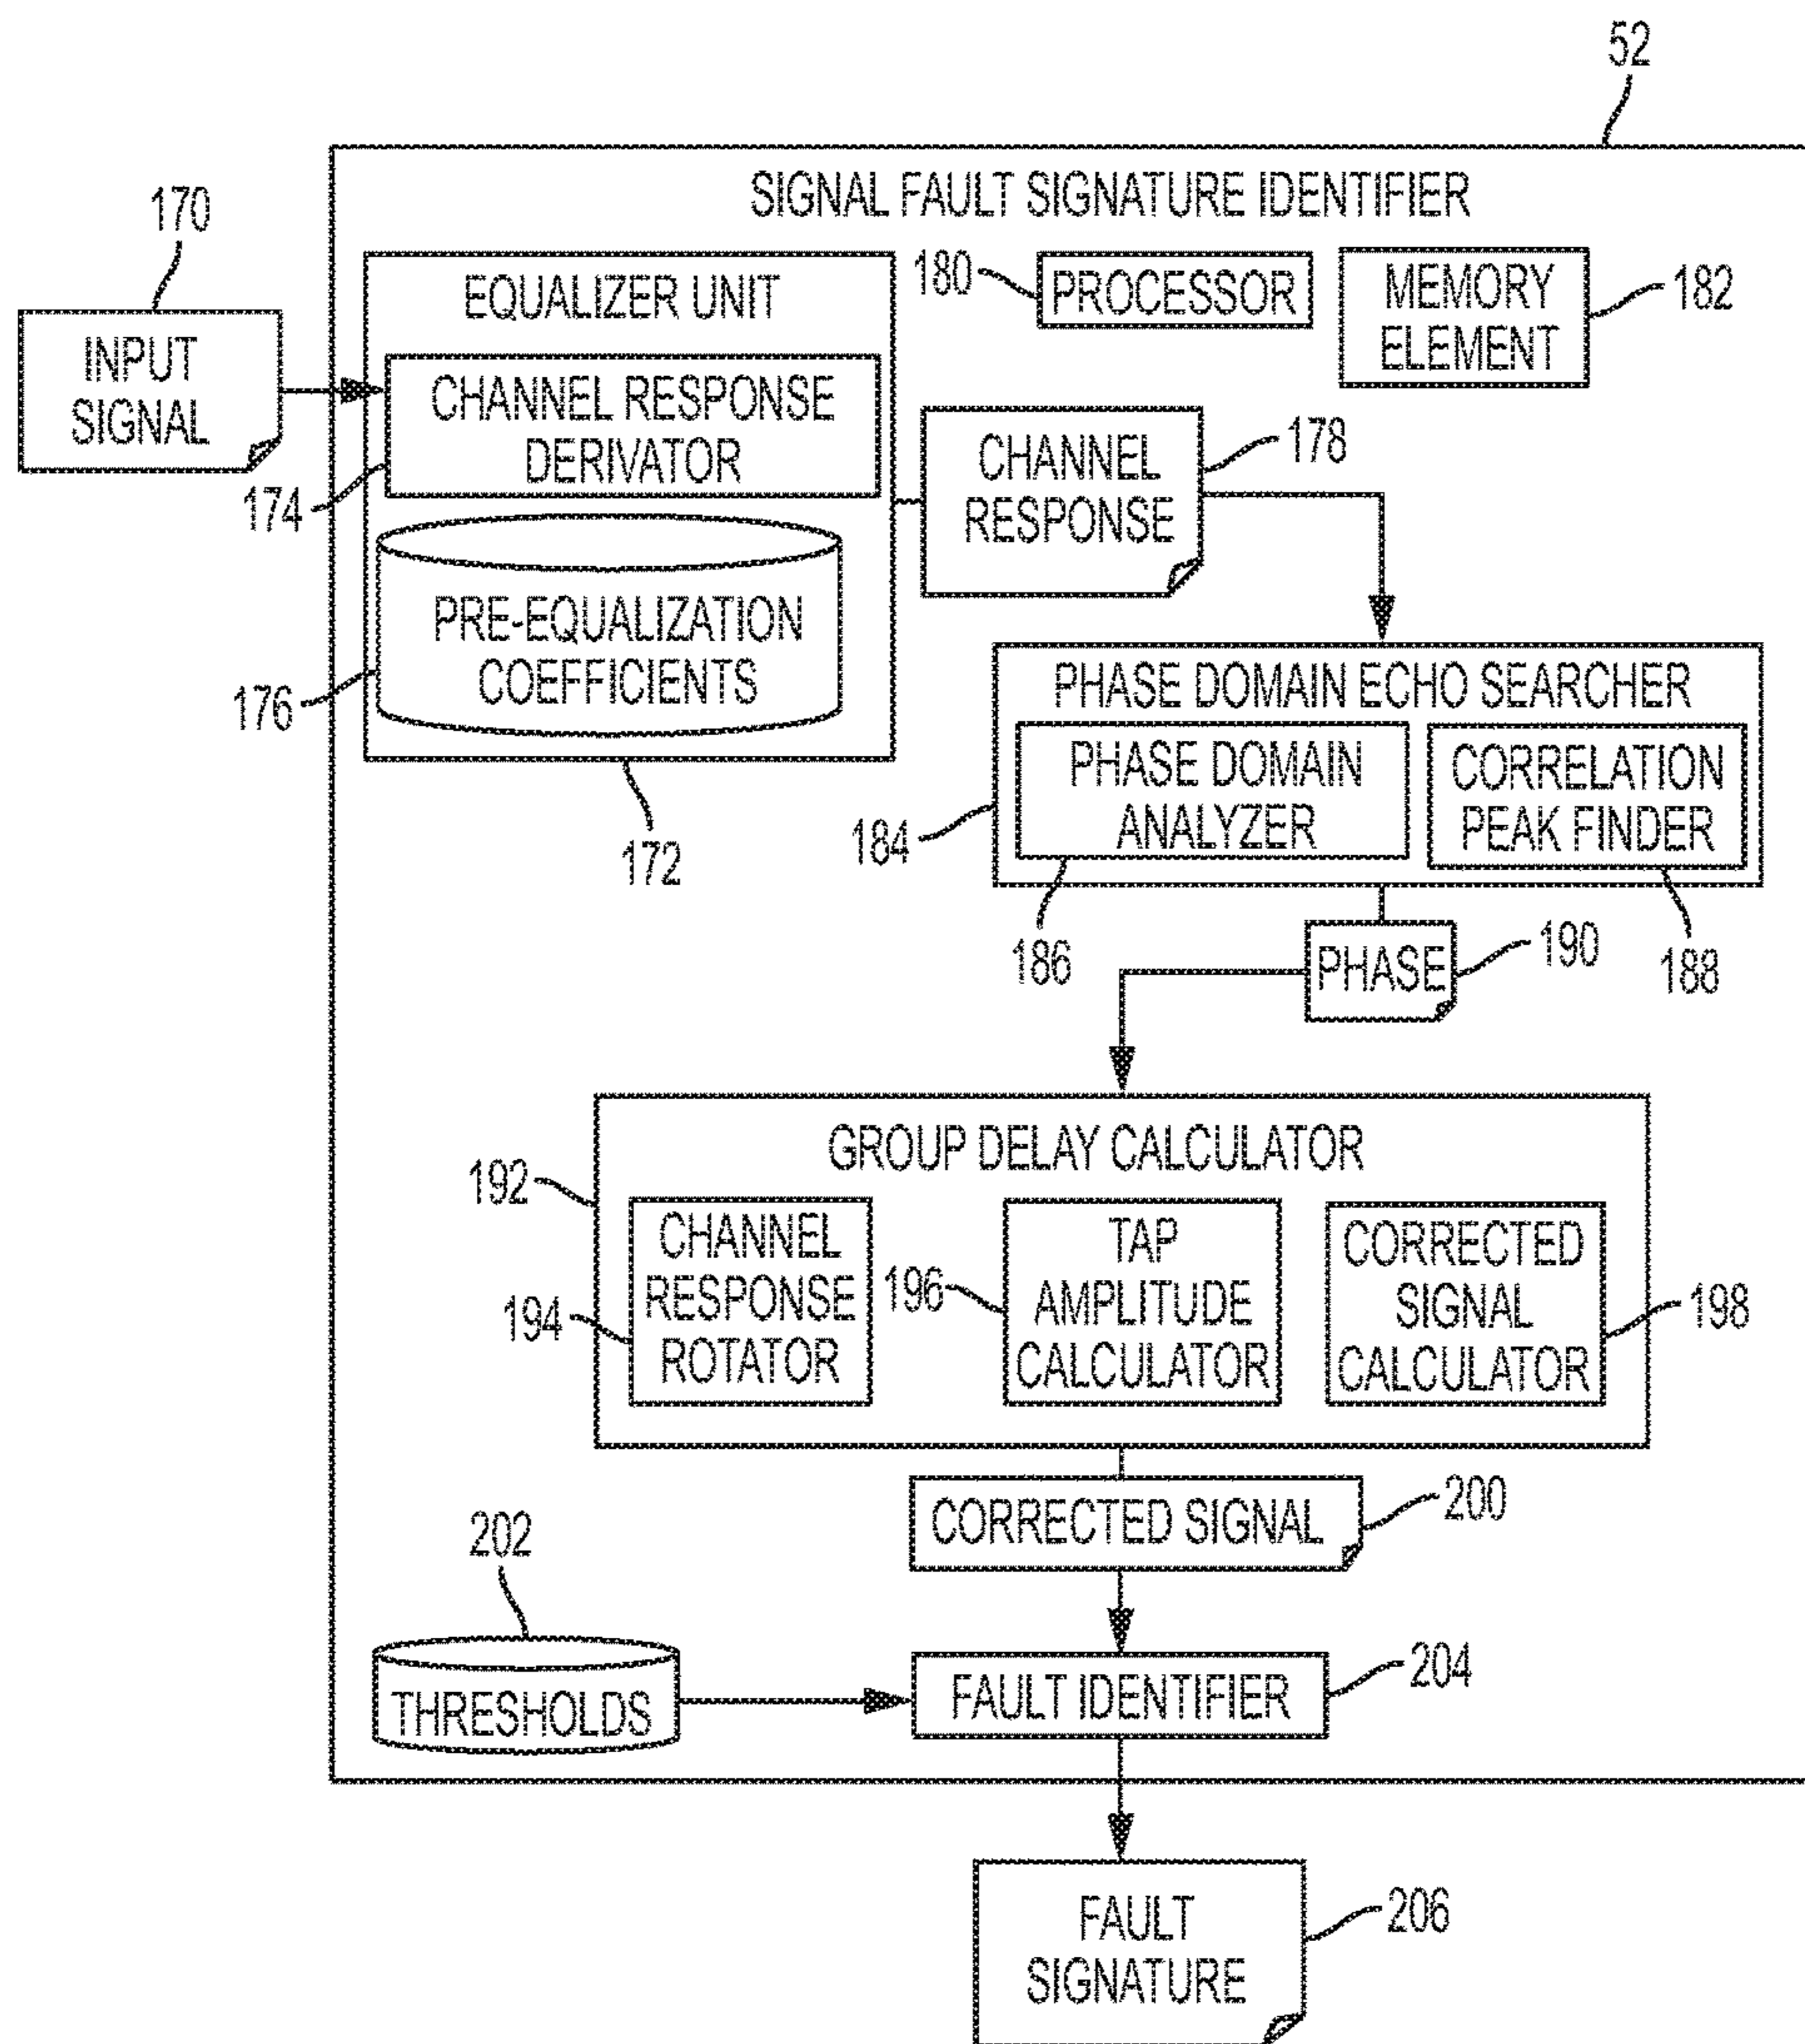 52
SIGNAL FAULT SIGNATURE IDENTIFIER
170
INPUT
SIGNAL
EQUALIZER UNIT
CHANNEL RESPONSE
DERIVATOR
174
PRE-EQUALIZATION
COEFFICIENTS
176
172
180
PROCESSOR
MEMORY
ELEMENT
182
CHANNEL
RESPONSE
178
PHASE DOMAIN ECHO SEARCHER
PHASE DOMAIN
ANALYZER
CORRELATION
PEAK FINDER
184
186
188
PHASE
190
GROUP DELAY CALCULATOR
192
CHANNEL
RESPONSE
ROTATOR
194
TAP
AMPLITUDE
CALCULATOR
196
CORRECTED
SIGNAL
CALCULATOR
198
CORRECTED SIGNAL
200
202
THRESHOLDS
FAULT IDENTIFIER
204
FAULT
SIGNATURE
206